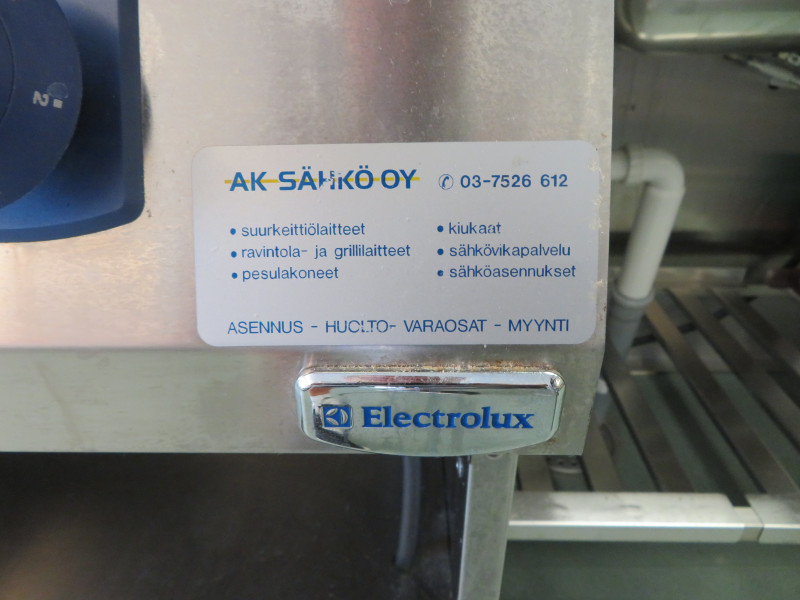 2
AK SÄHKÖ OY ✆ 03-7526 612
• suurkeittiölaitteet
• ravintola- ja grillilaitteet
• pesulakoneet
• kiukaat
• sähkövikapalvelu
• sähköasennukset
ASENNUS - HUOLTO- VARAOSAT - MYYNTI
Electrolux